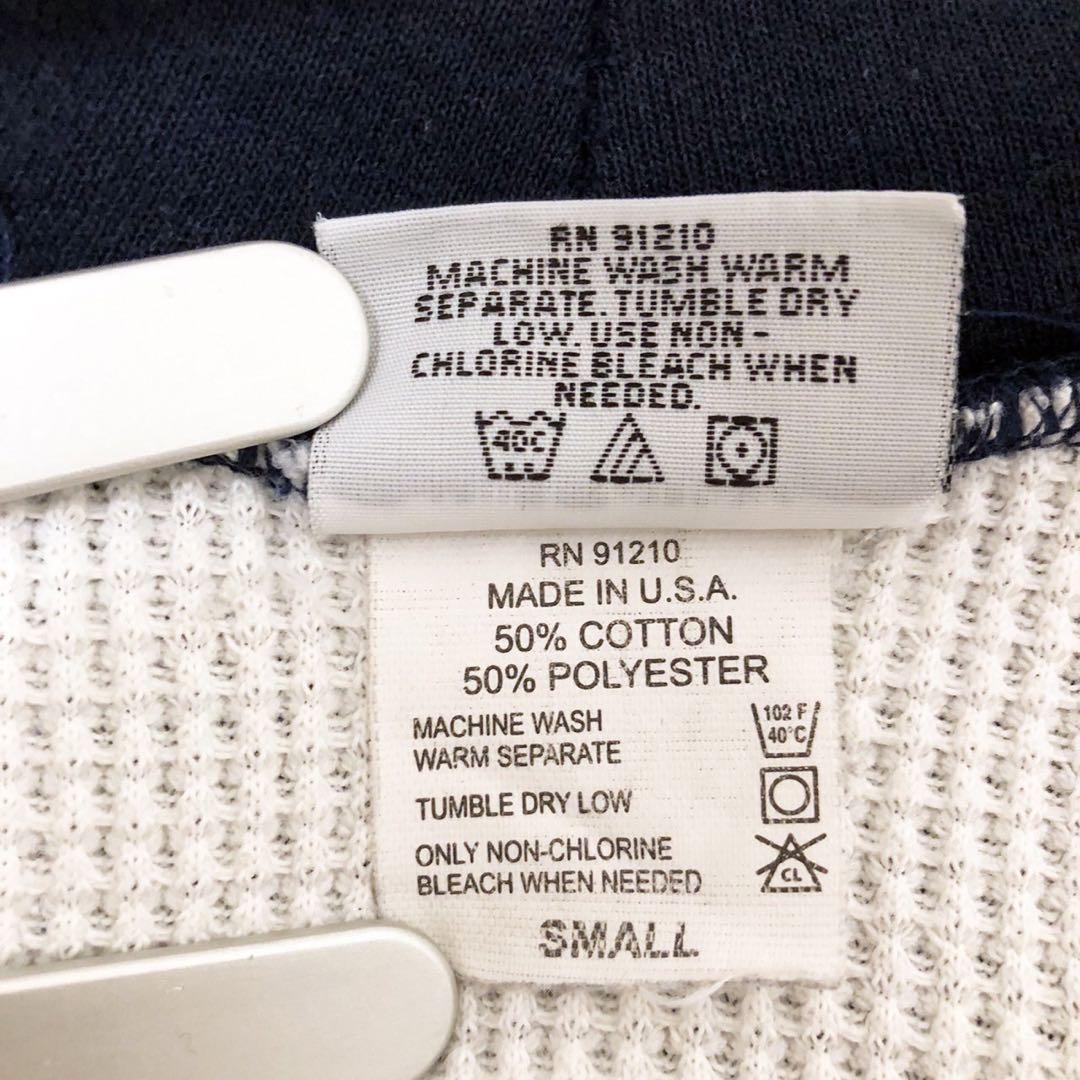 RN 91210
MACHINE WASH WARM
SEPARATE. TUMBLE DRY
LOW. USE NON-
CHLORINE BLEACH WHEN
NEEDED.
40C
RN 91210
MADE IN U.S.A.
50% COTTON
50% POLYESTER
MACHINE WASH
WARM SEPARATE
102 F
40°C
TUMBLE DRY LOW
ONLY NON-CHLORINE
BLEACH WHEN NEEDED
CL
SMALL